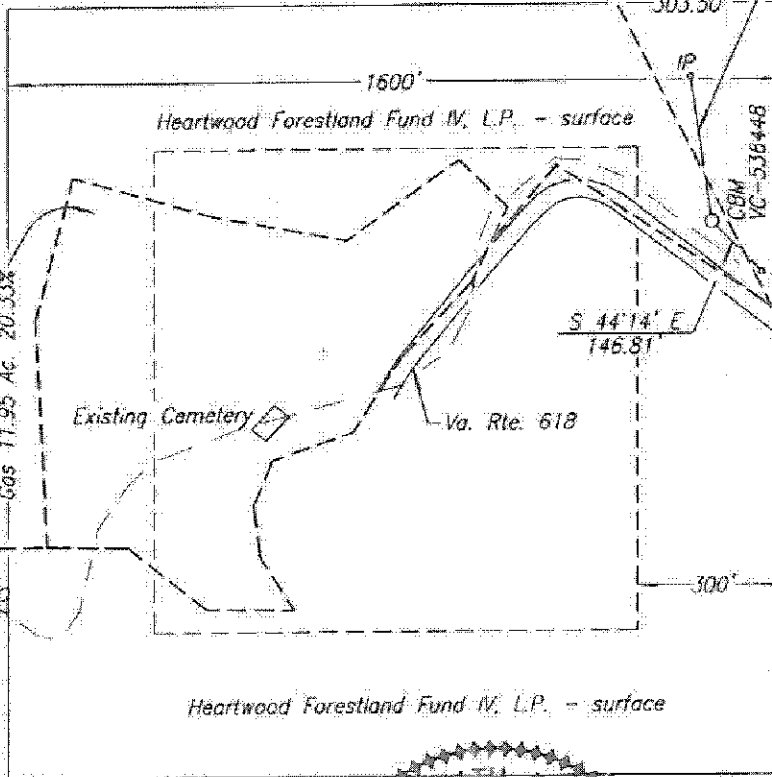 303.50'
1600'
IP
Heartwood Forestland Fund IV, L.P. - surface
CBM
VC-536448
S 44°14' E
146.81'
Gas 11.95 Ac. 20.33%
Existing Cemetery
Va. Rte. 618
300'
Heartwood Forestland Fund IV, L.P. - surface